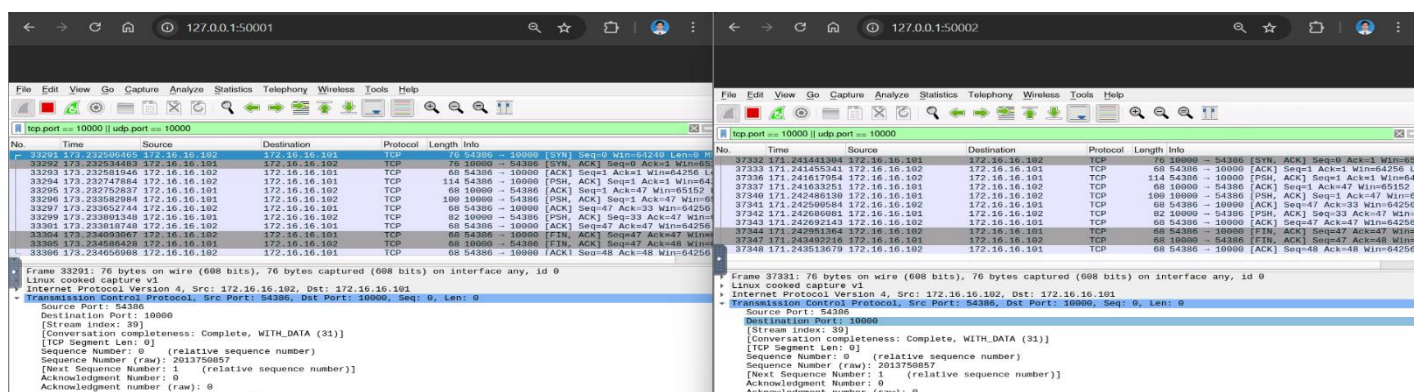 127.0.0.1:50001
File Edit View Go Capture Analyze Statistics Telephony Wireless Tools Help
tcp.port == 10000 || udp.port == 10000
No. Time Source Destination Protocol Length Info
33291 173.232506465 172.16.16.102 172.16.16.101 TCP 76 54386 → 10000 [SYN] Seq=0 Win=64240 Len=0 M
33292 173.232534483 172.16.16.101 172.16.16.102 TCP 76 10000 → 54386 [SYN, ACK] Seq=0 Ack=1 Win=65
33293 173.232581946 172.16.16.102 172.16.16.101 TCP 68 54386 → 10000 [ACK] Seq=1 Ack=1 Win=64256 L
33294 173.232747884 172.16.16.102 172.16.16.101 TCP 114 54386 → 10000 [PSH, ACK] Seq=1 Ack=1 Win=64
33295 173.232752837 172.16.16.101 172.16.16.102 TCP 68 10000 → 54386 [ACK] Seq=1 Ack=47 Win=65152
33296 173.233582984 172.16.16.101 172.16.16.102 TCP 100 10000 → 54386 [PSH, ACK] Seq=1 Ack=47 Win=6
33297 173.233652744 172.16.16.102 172.16.16.101 TCP 68 54386 → 10000 [ACK] Seq=47 Ack=33 Win=64256
33299 173.233801348 172.16.16.101 172.16.16.102 TCP 82 10000 → 54386 [PSH, ACK] Seq=33 Ack=47 Win=
33301 173.233818748 172.16.16.102 172.16.16.101 TCP 68 54386 → 10000 [ACK] Seq=47 Ack=47 Win=64256
33304 173.234093067 172.16.16.102 172.16.16.101 TCP 68 54386 → 10000 [FIN, ACK] Seq=47 Ack=47 Win=
33305 173.234586428 172.16.16.101 172.16.16.102 TCP 68 10000 → 54386 [FIN, ACK] Seq=47 Ack=48 Win=
33306 173.234656908 172.16.16.102 172.16.16.101 TCP 68 54386 → 10000 [ACK] Seq=48 Ack=48 Win=64256
Frame 33291: 76 bytes on wire (608 bits), 76 bytes captured (608 bits) on interface any, id 0
Linux cooked capture v1
Internet Protocol Version 4, Src: 172.16.16.102, Dst: 172.16.16.101
Transmission Control Protocol, Src Port: 54386, Dst Port: 10000, Seq: 0, Len: 0
Source Port: 54386
Destination Port: 10000
[Stream index: 39]
[Conversation completeness: Complete, WITH_DATA (31)]
[TCP Segment Len: 0]
Sequence Number: 0 (relative sequence number)
Sequence Number (raw): 2013750857
[Next Sequence Number: 1 (relative sequence number)]
Acknowledgment Number: 0
Acknowledgment number (raw): 0
127.0.0.1:50002
File Edit View Go Capture Analyze Statistics Telephony Wireless Tools Help
tcp.port == 10000 || udp.port == 10000
No. Time Source Destination Protocol Length Info
37332 171.241441304 172.16.16.101 172.16.16.102 TCP 76 10000 → 54386 [SYN, ACK] Seq=0 Ack=1 Win=65
37333 171.241455341 172.16.16.102 172.16.16.101 TCP 68 54386 → 10000 [ACK] Seq=1 Ack=1 Win=64256 L
37336 171.241617954 172.16.16.102 172.16.16.101 TCP 114 54386 → 10000 [PSH, ACK] Seq=1 Ack=1 Win=64
37337 171.241633251 172.16.16.101 172.16.16.102 TCP 68 10000 → 54386 [ACK] Seq=1 Ack=47 Win=65152
37340 171.242486130 172.16.16.101 172.16.16.102 TCP 100 10000 → 54386 [PSH, ACK] Seq=1 Ack=47 Win=6
37341 171.242500584 172.16.16.102 172.16.16.101 TCP 68 54386 → 10000 [ACK] Seq=47 Ack=33 Win=64256
37342 171.242686081 172.16.16.101 172.16.16.102 TCP 82 10000 → 54386 [PSH, ACK] Seq=33 Ack=47 Win=
37343 171.242692143 172.16.16.102 172.16.16.101 TCP 68 54386 → 10000 [ACK] Seq=47 Ack=47 Win=64256
37344 171.242951364 172.16.16.102 172.16.16.101 TCP 68 54386 → 10000 [FIN, ACK] Seq=47 Ack=47 Win=
37347 171.243492216 172.16.16.101 172.16.16.102 TCP 68 10000 → 54386 [FIN, ACK] Seq=47 Ack=48 Win=
37348 171.243513679 172.16.16.102 172.16.16.101 TCP 68 54386 → 10000 [ACK] Seq=48 Ack=48 Win=64256
Frame 37331: 76 bytes on wire (608 bits), 76 bytes captured (608 bits) on interface any, id 0
Linux cooked capture v1
Internet Protocol Version 4, Src: 172.16.16.102, Dst: 172.16.16.101
Transmission Control Protocol, Src Port: 54386, Dst Port: 10000, Seq: 0, Len: 0
Source Port: 54386
Destination Port: 10000
[Stream index: 39]
[Conversation completeness: Complete, WITH_DATA (31)]
[TCP Segment Len: 0]
Sequence Number: 0 (relative sequence number)
Sequence Number (raw): 2013750857
[Next Sequence Number: 1 (relative sequence number)]
Acknowledgment Number: 0
Acknowledgment number (raw): 0